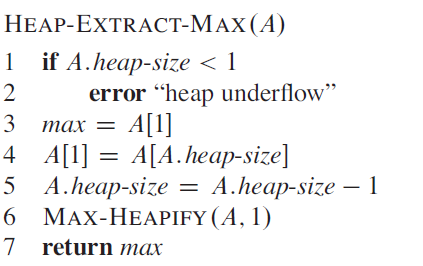 HEAP-EXTRACT-MAX(A)
1 if A.heap-size < 1
2 error “heap underflow”
3 max = A[1]
4 A[1] = A[A.heap-size]
5 A.heap-size = A.heap-size − 1
6 MAX-HEAPIFY(A, 1)
7 return max